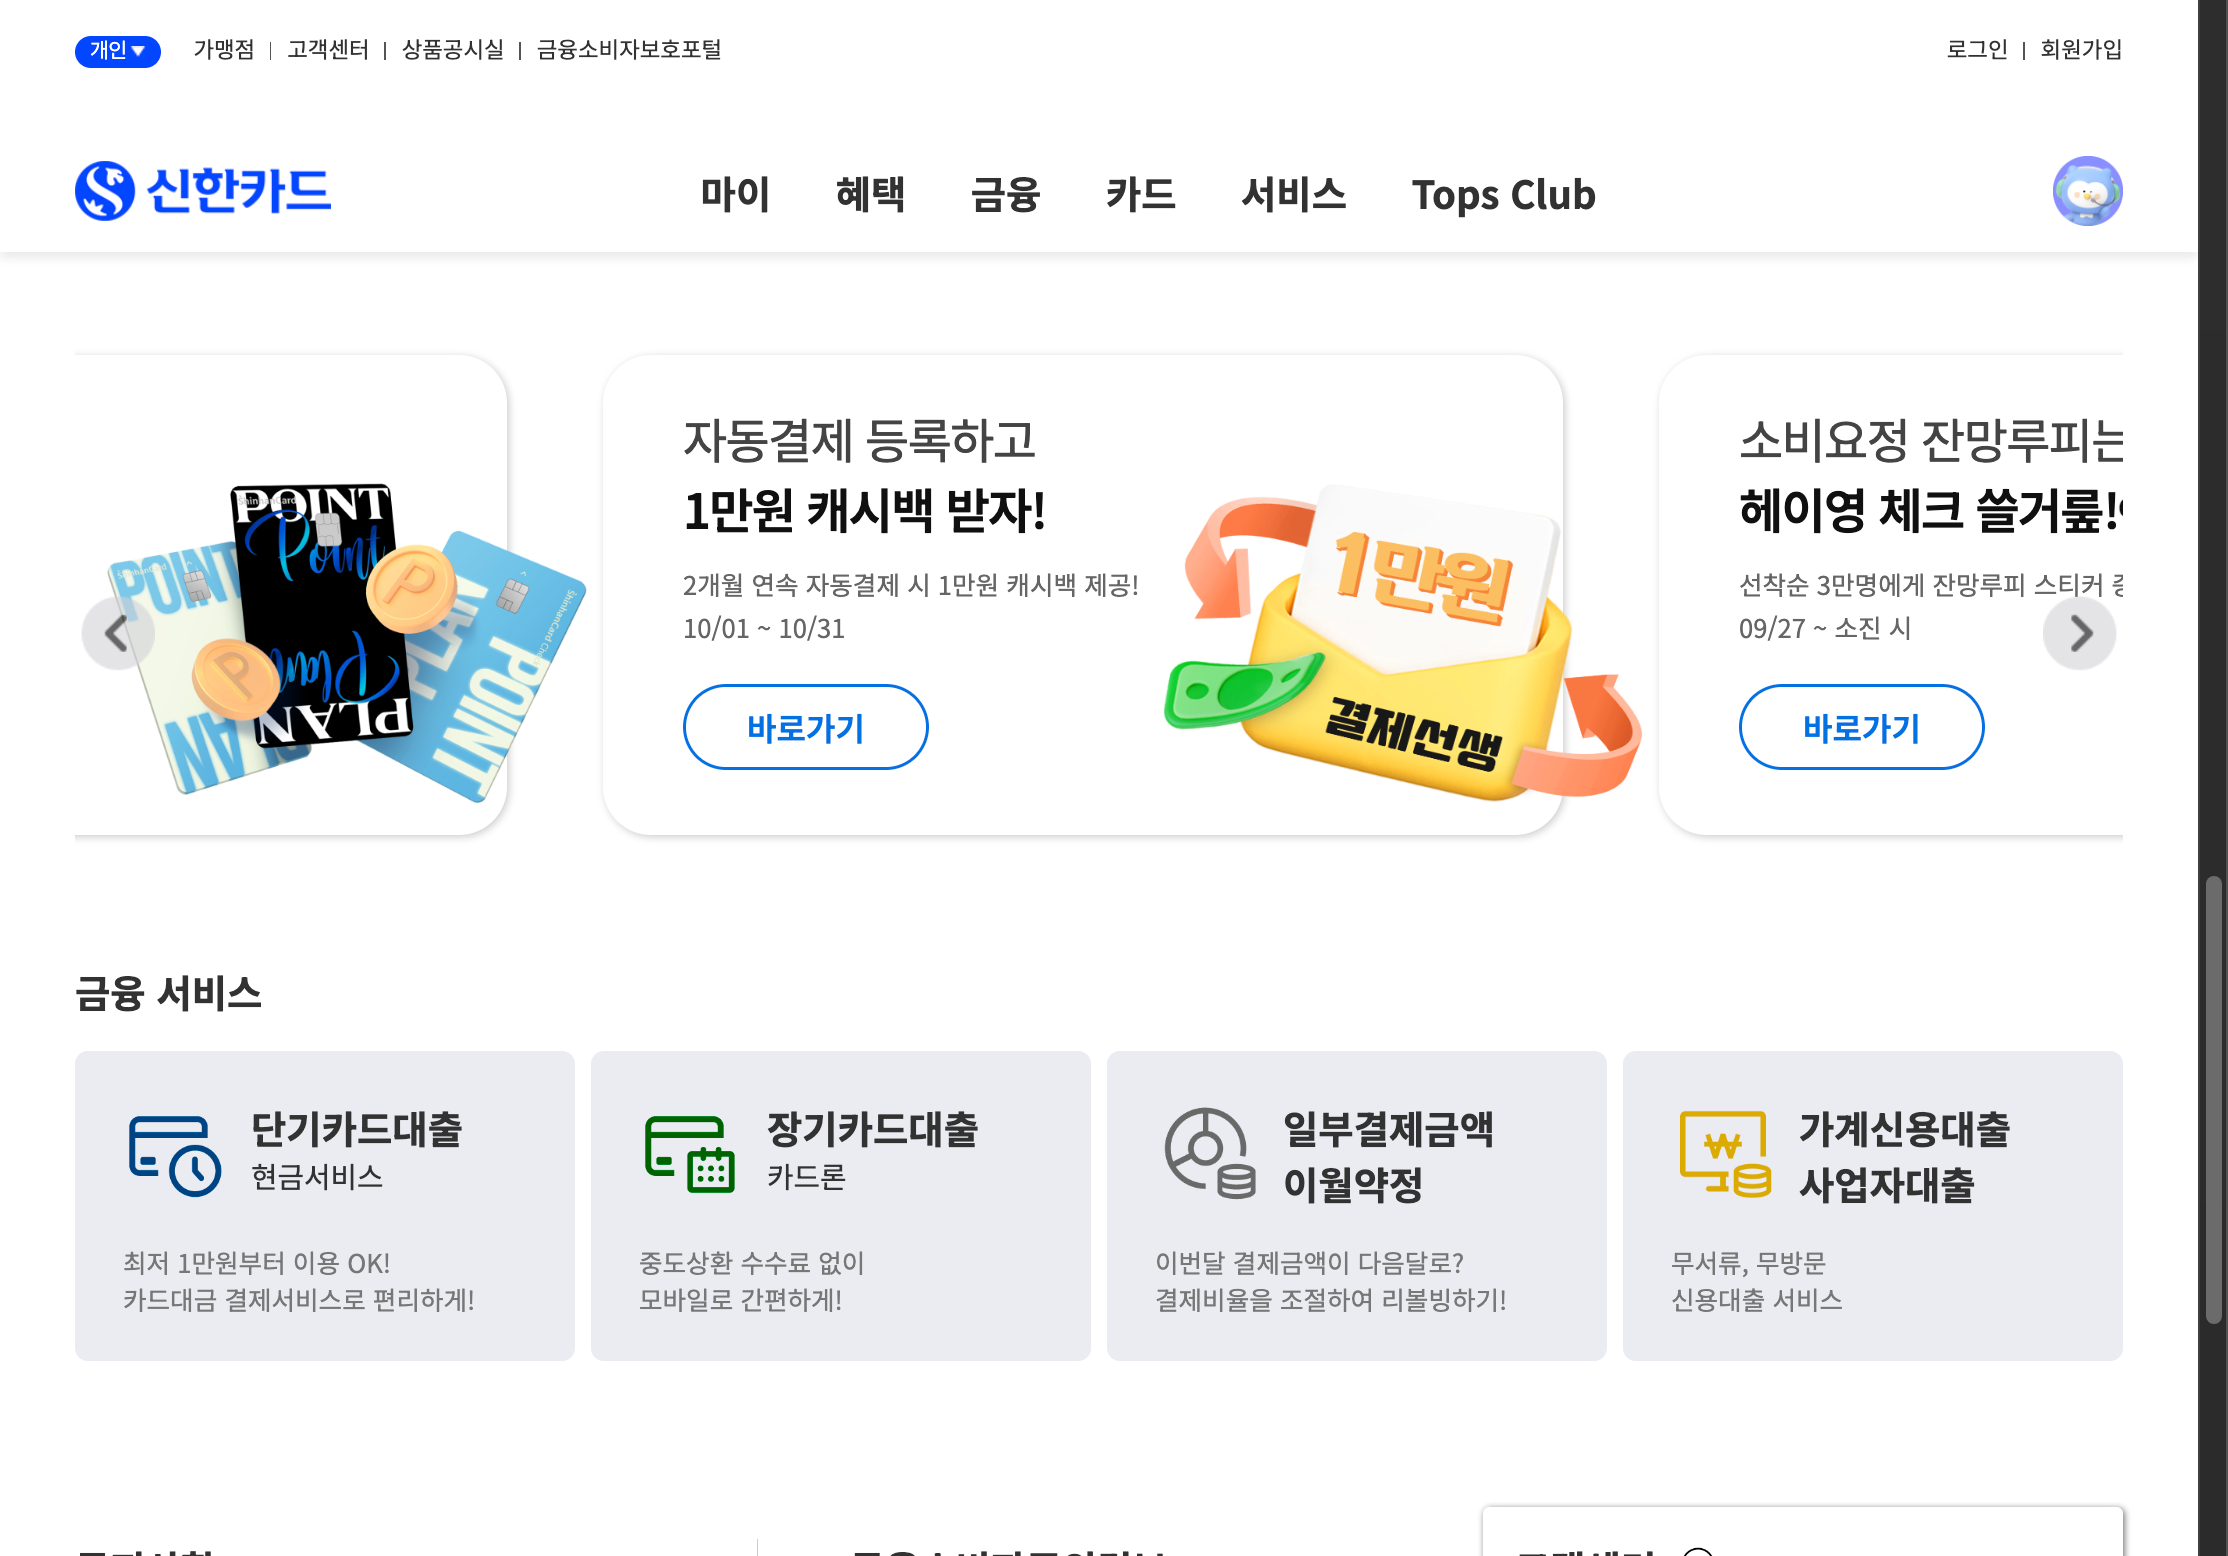 개인
가맹점
고객센터
상품공시실
금융소비자보호포털
로그인
회원가입
신한카드
마이
혜택
금융
카드
서비스
Tops Club
POINT
Point
Plan
PLAN
POINT
PLAN
PLAN
POINT
ShinhanCard
자동결제 등록하고
1만원 캐시백 받자!
2개월 연속 자동결제 시 1만원 캐시백 제공!
10/01 ~ 10/31
바로가기
1만원
결제선생
소비요정 잔망루피는
헤이영 체크 쓸거륲!
선착순 3만명에게 잔망루피 스티커
09/27 ~ 소진 시
바로가기
금융 서비스
단기카드대출
현금서비스
최저 1만원부터 이용 OK!
카드대금 결제서비스로 편리하게!
장기카드대출
카드론
중도상환 수수료 없이
모바일로 간편하게!
일부결제금액
이월약정
이번달 결제금액이 다음달로?
결제비율을 조절하여 리볼빙하기!
가계신용대출
사업자대출
무서류, 무방문
신용대출 서비스